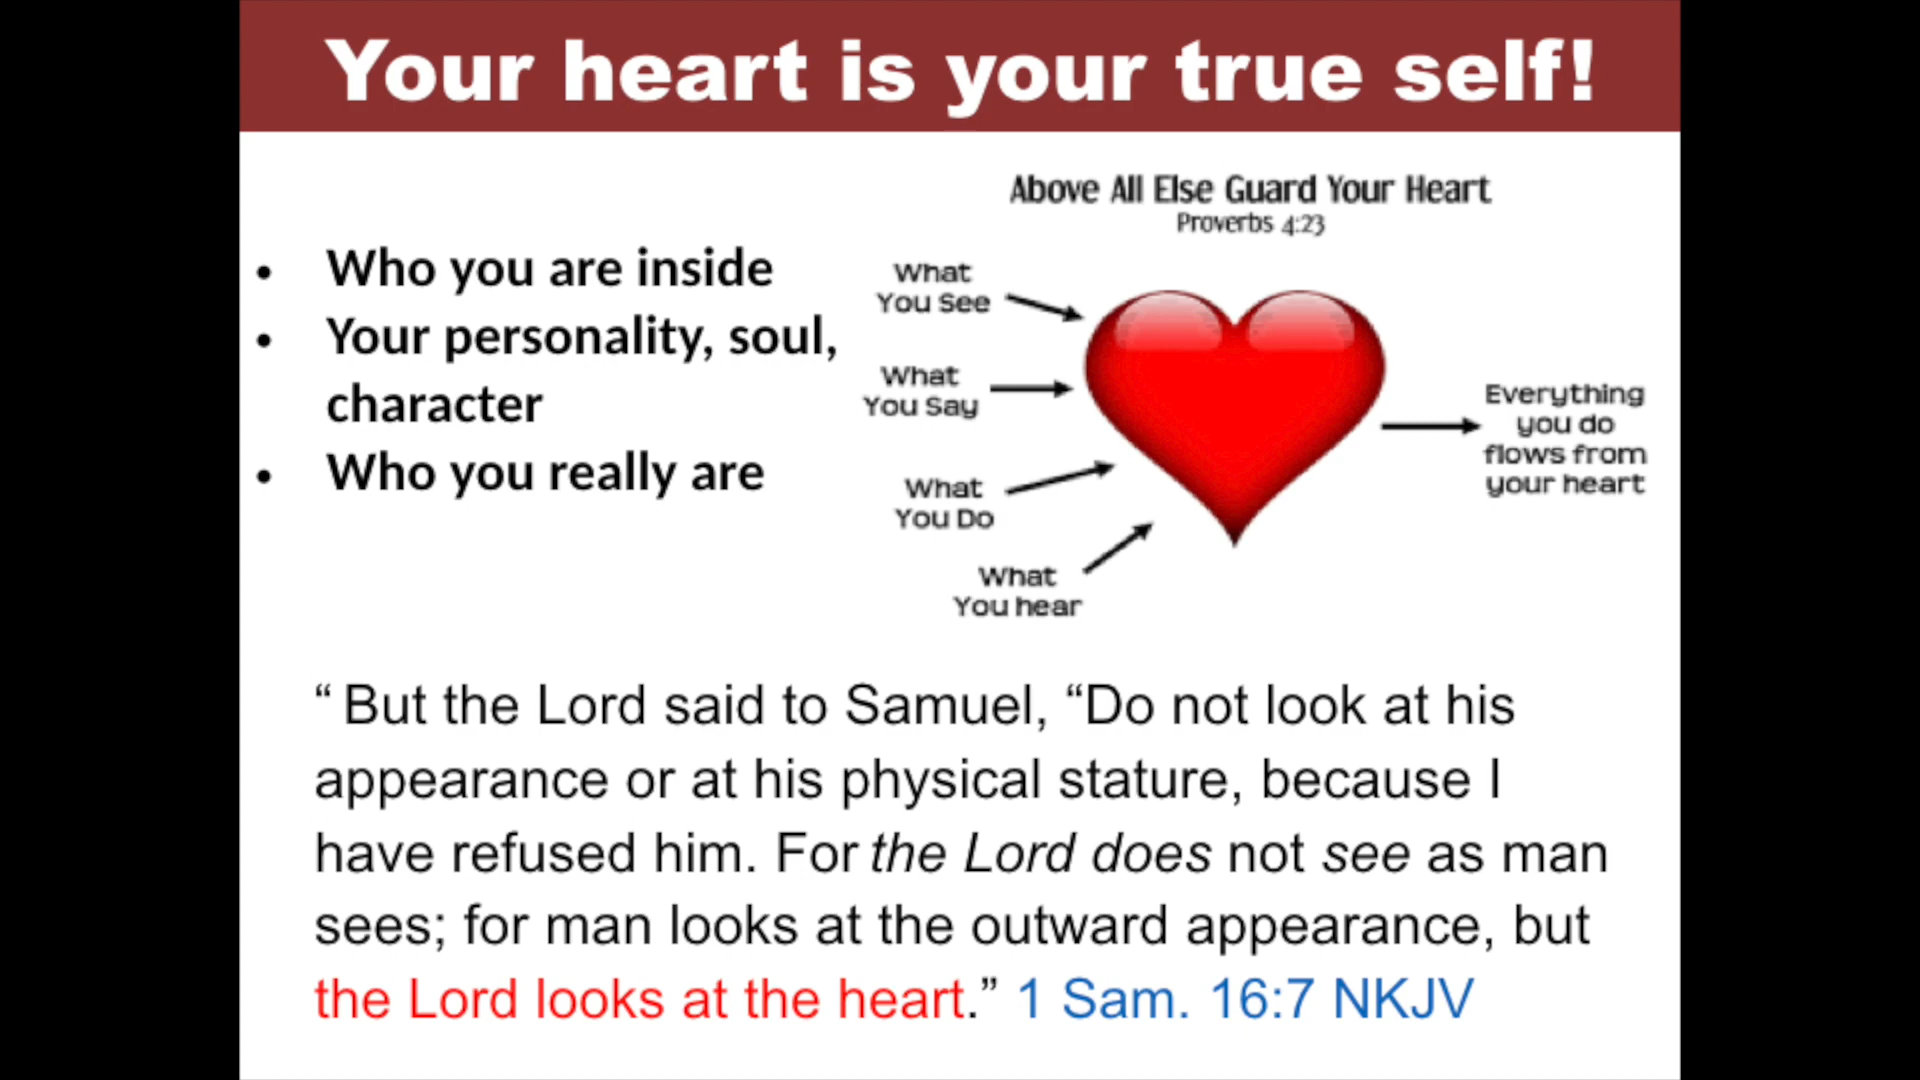 Your heart is your true self!
• Who you are inside
• Your personality, soul,
character
• Who you really are
Above All Else Guard Your Heart
Proverbs 4:23
What
You See
What
You Say
What
You Do
What
You hear
Everything
you do
flows from
your heart
“ But the Lord said to Samuel, “Do not look at his
appearance or at his physical stature, because I
have refused him. For the Lord does not see as man
sees; for man looks at the outward appearance, but
the Lord looks at the heart.” 1 Sam. 16:7 NKJV